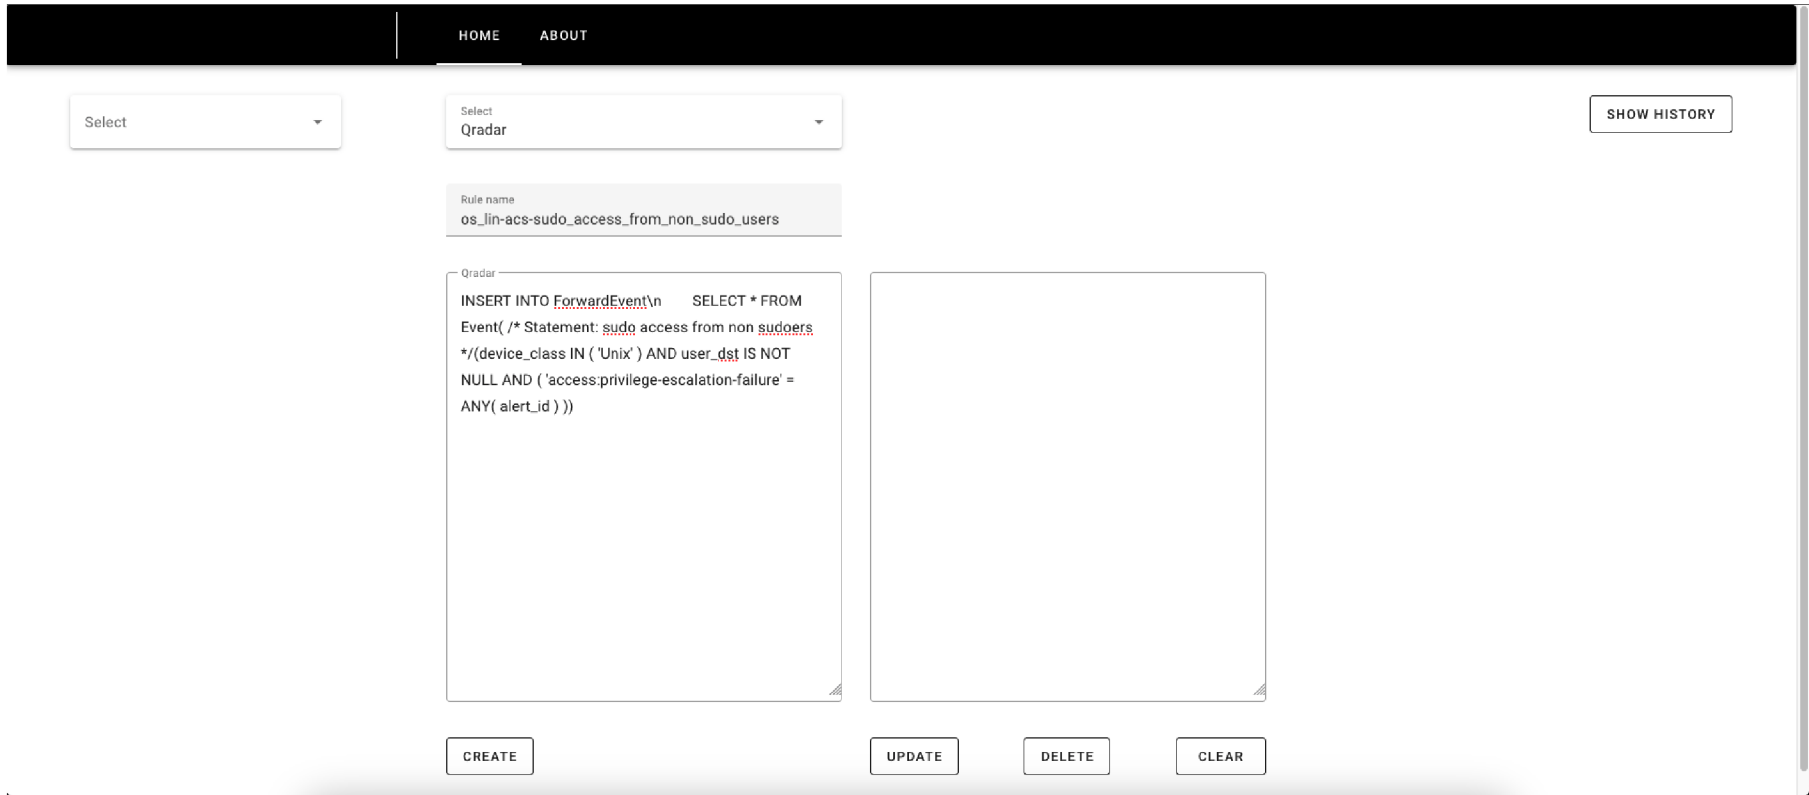 HOME ABOUT
Select
Select
Qradar
SHOW HISTORY
Rule name
os_lin-acs-sudo_access_from_non_sudo_users
Qradar
INSERT INTO ForwardEvent\n SELECT * FROM
Event( /* Statement: sudo access from non sudoers
*/(device_class IN ( 'Unix' ) AND user_dst IS NOT
NULL AND ( 'access:privilege-escalation-failure' =
ANY( alert_id ) ))
CREATE UPDATE DELETE CLEAR